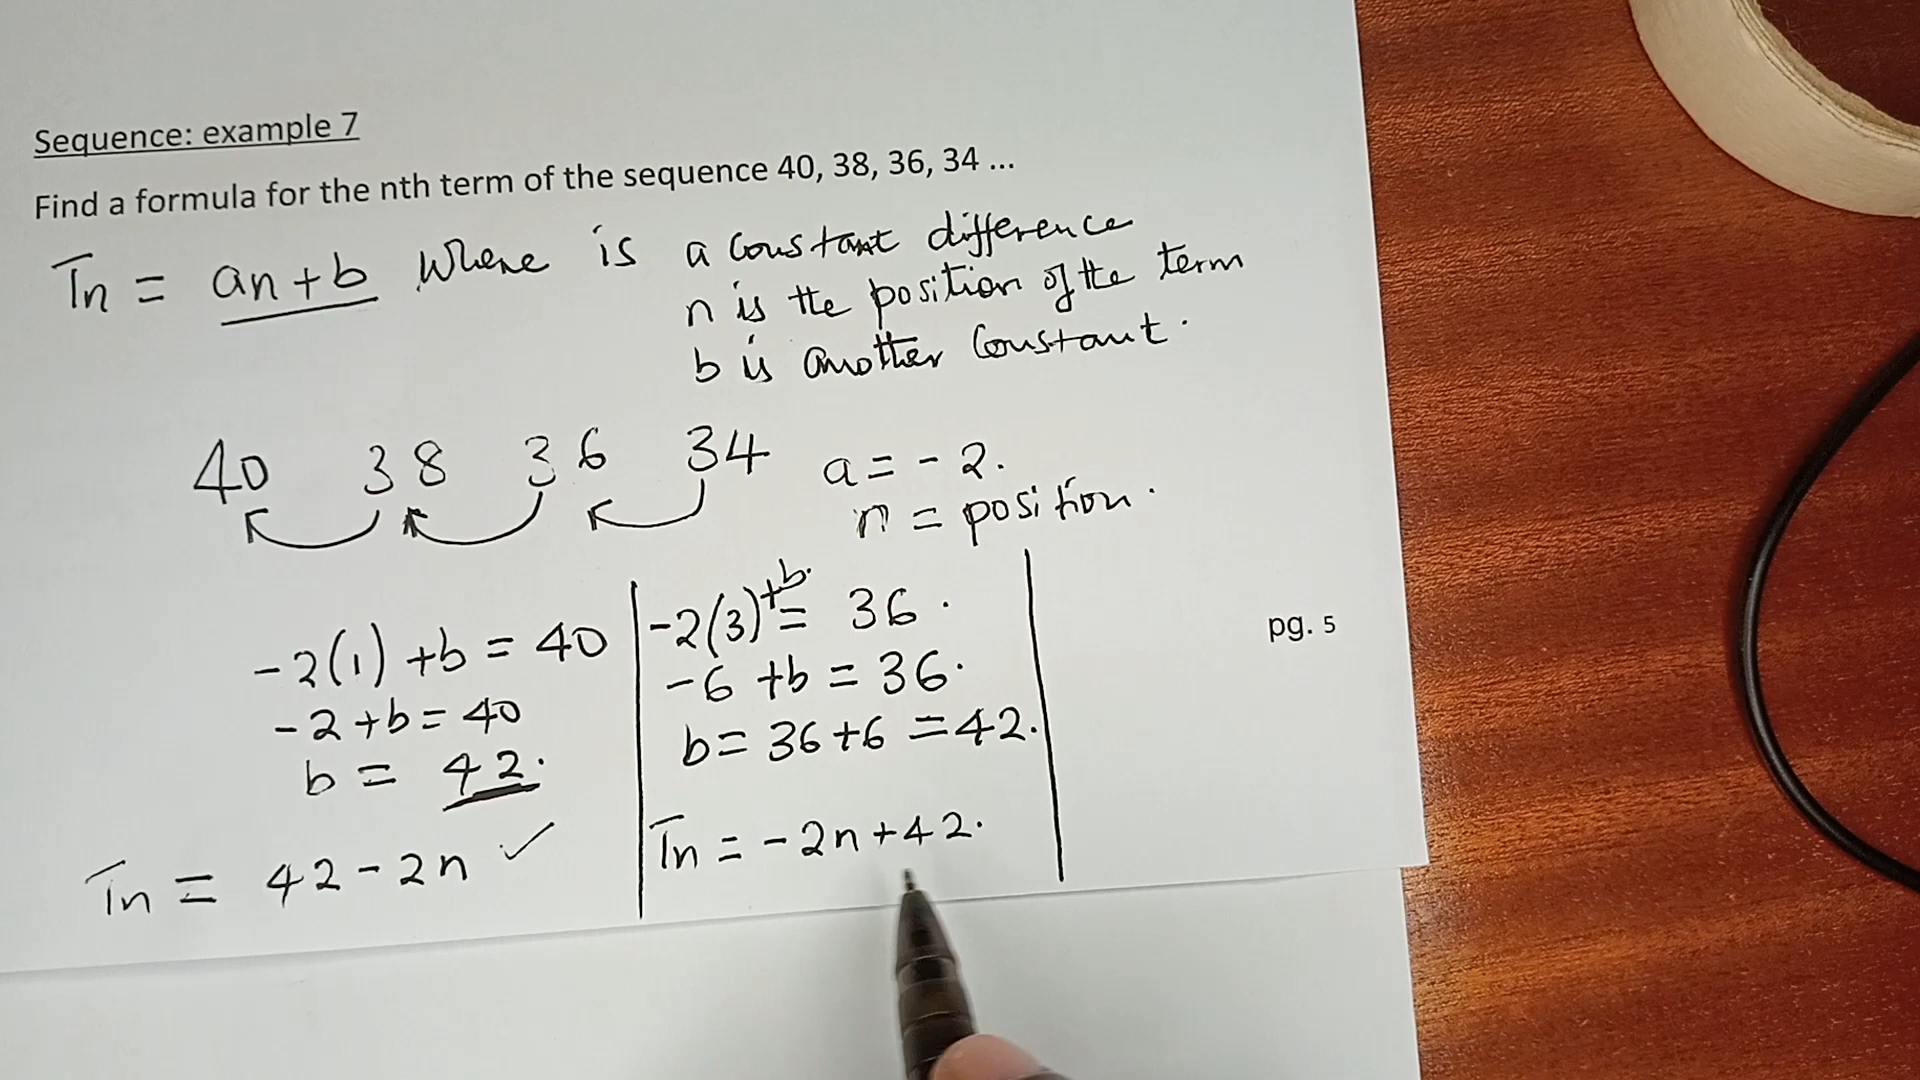 Sequence: example 7
Find a formula for the nth term of the sequence 40, 38, 36, 34 ...
Tn = an+b where is a constant difference
n is the position of the term
b is another constant.
40 38 36 34 a = -2.
n = position.
-2(1) +b = 40
-2 +b = 40
b = 42.
Tn = 42 - 2n ✓
-2(3) +b. = 36.
-6 +b = 36.
b = 36+6 = 42.
Tn = -2n + 42.
pg. 5